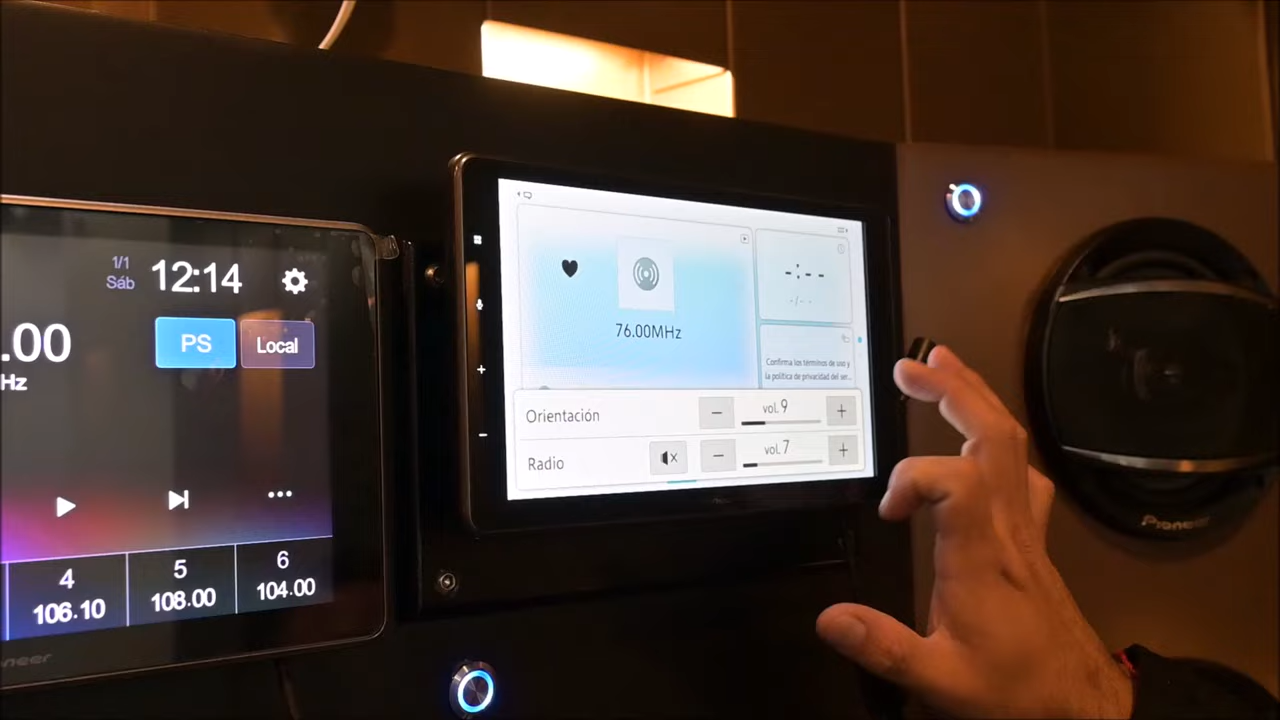 1/1
Sáb
12:14
.00
Hz
PS
Local
4
106.10
5
108.00
6
104.00
neer
76.00MHz
--:--
--/--
Confirma los términos de uso y
la política de privacidad del ser...
Orientación
vol. 9
Radio
vol. 7
Pioneer